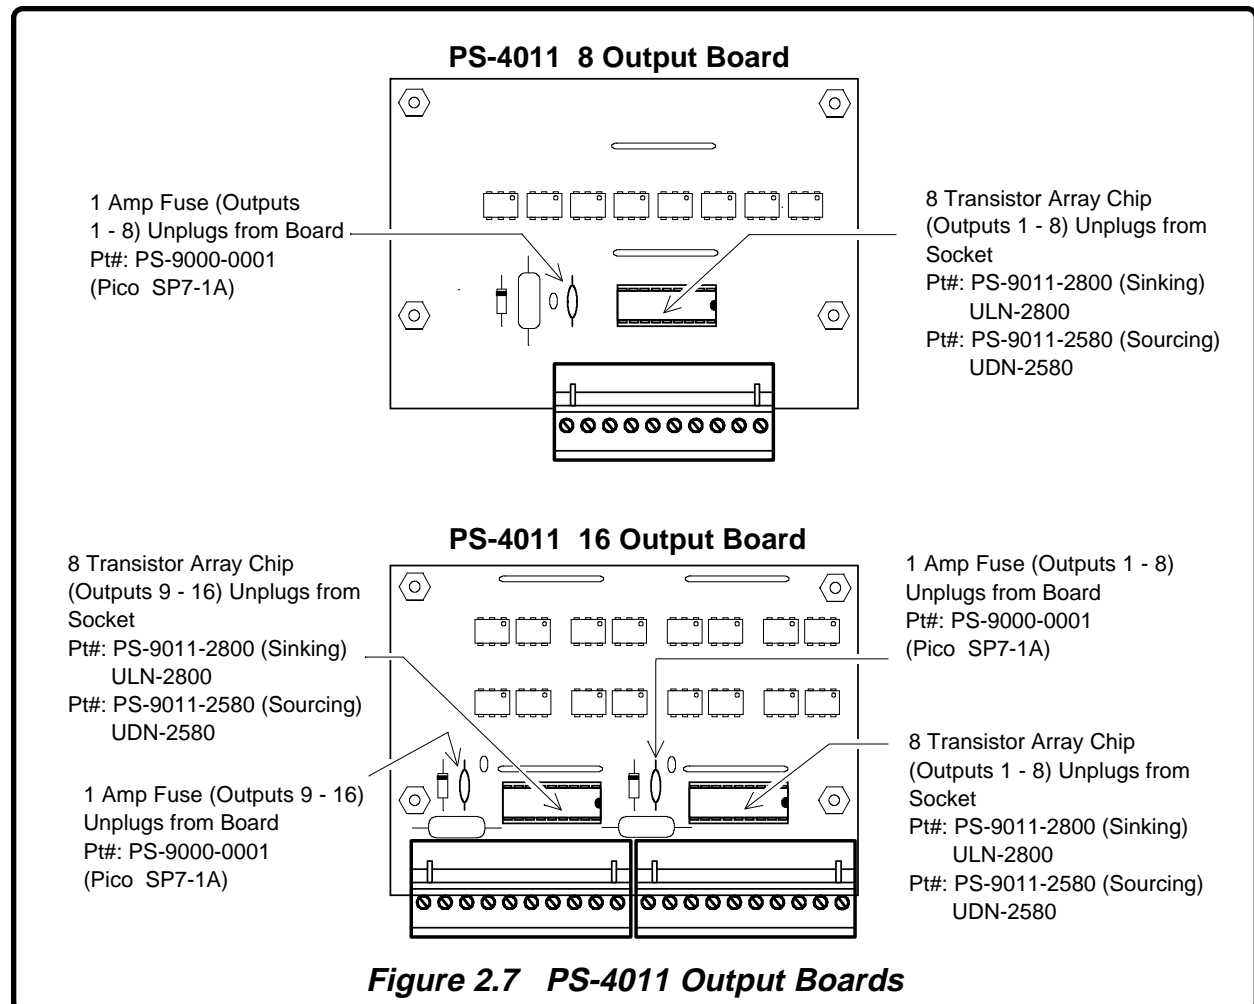 PS-4011 8 Output Board
1 Amp Fuse (Outputs
1 - 8) Unplugs from Board
Pt#: PS-9000-0001
(Pico SP7-1A)
8 Transistor Array Chip
(Outputs 1 - 8) Unplugs from
Socket
Pt#: PS-9011-2800 (Sinking)
ULN-2800
Pt#: PS-9011-2580 (Sourcing)
UDN-2580
PS-4011 16 Output Board
8 Transistor Array Chip
(Outputs 9 - 16) Unplugs from
Socket
Pt#: PS-9011-2800 (Sinking)
ULN-2800
Pt#: PS-9011-2580 (Sourcing)
UDN-2580
1 Amp Fuse (Outputs 9 - 16)
Unplugs from Board
Pt#: PS-9000-0001
(Pico SP7-1A)
1 Amp Fuse (Outputs 1 - 8)
Unplugs from Board
Pt#: PS-9000-0001
(Pico SP7-1A)
8 Transistor Array Chip
(Outputs 1 - 8) Unplugs from
Socket
Pt#: PS-9011-2800 (Sinking)
ULN-2800
Pt#: PS-9011-2580 (Sourcing)
UDN-2580
Figure 2.7 PS-4011 Output Boards